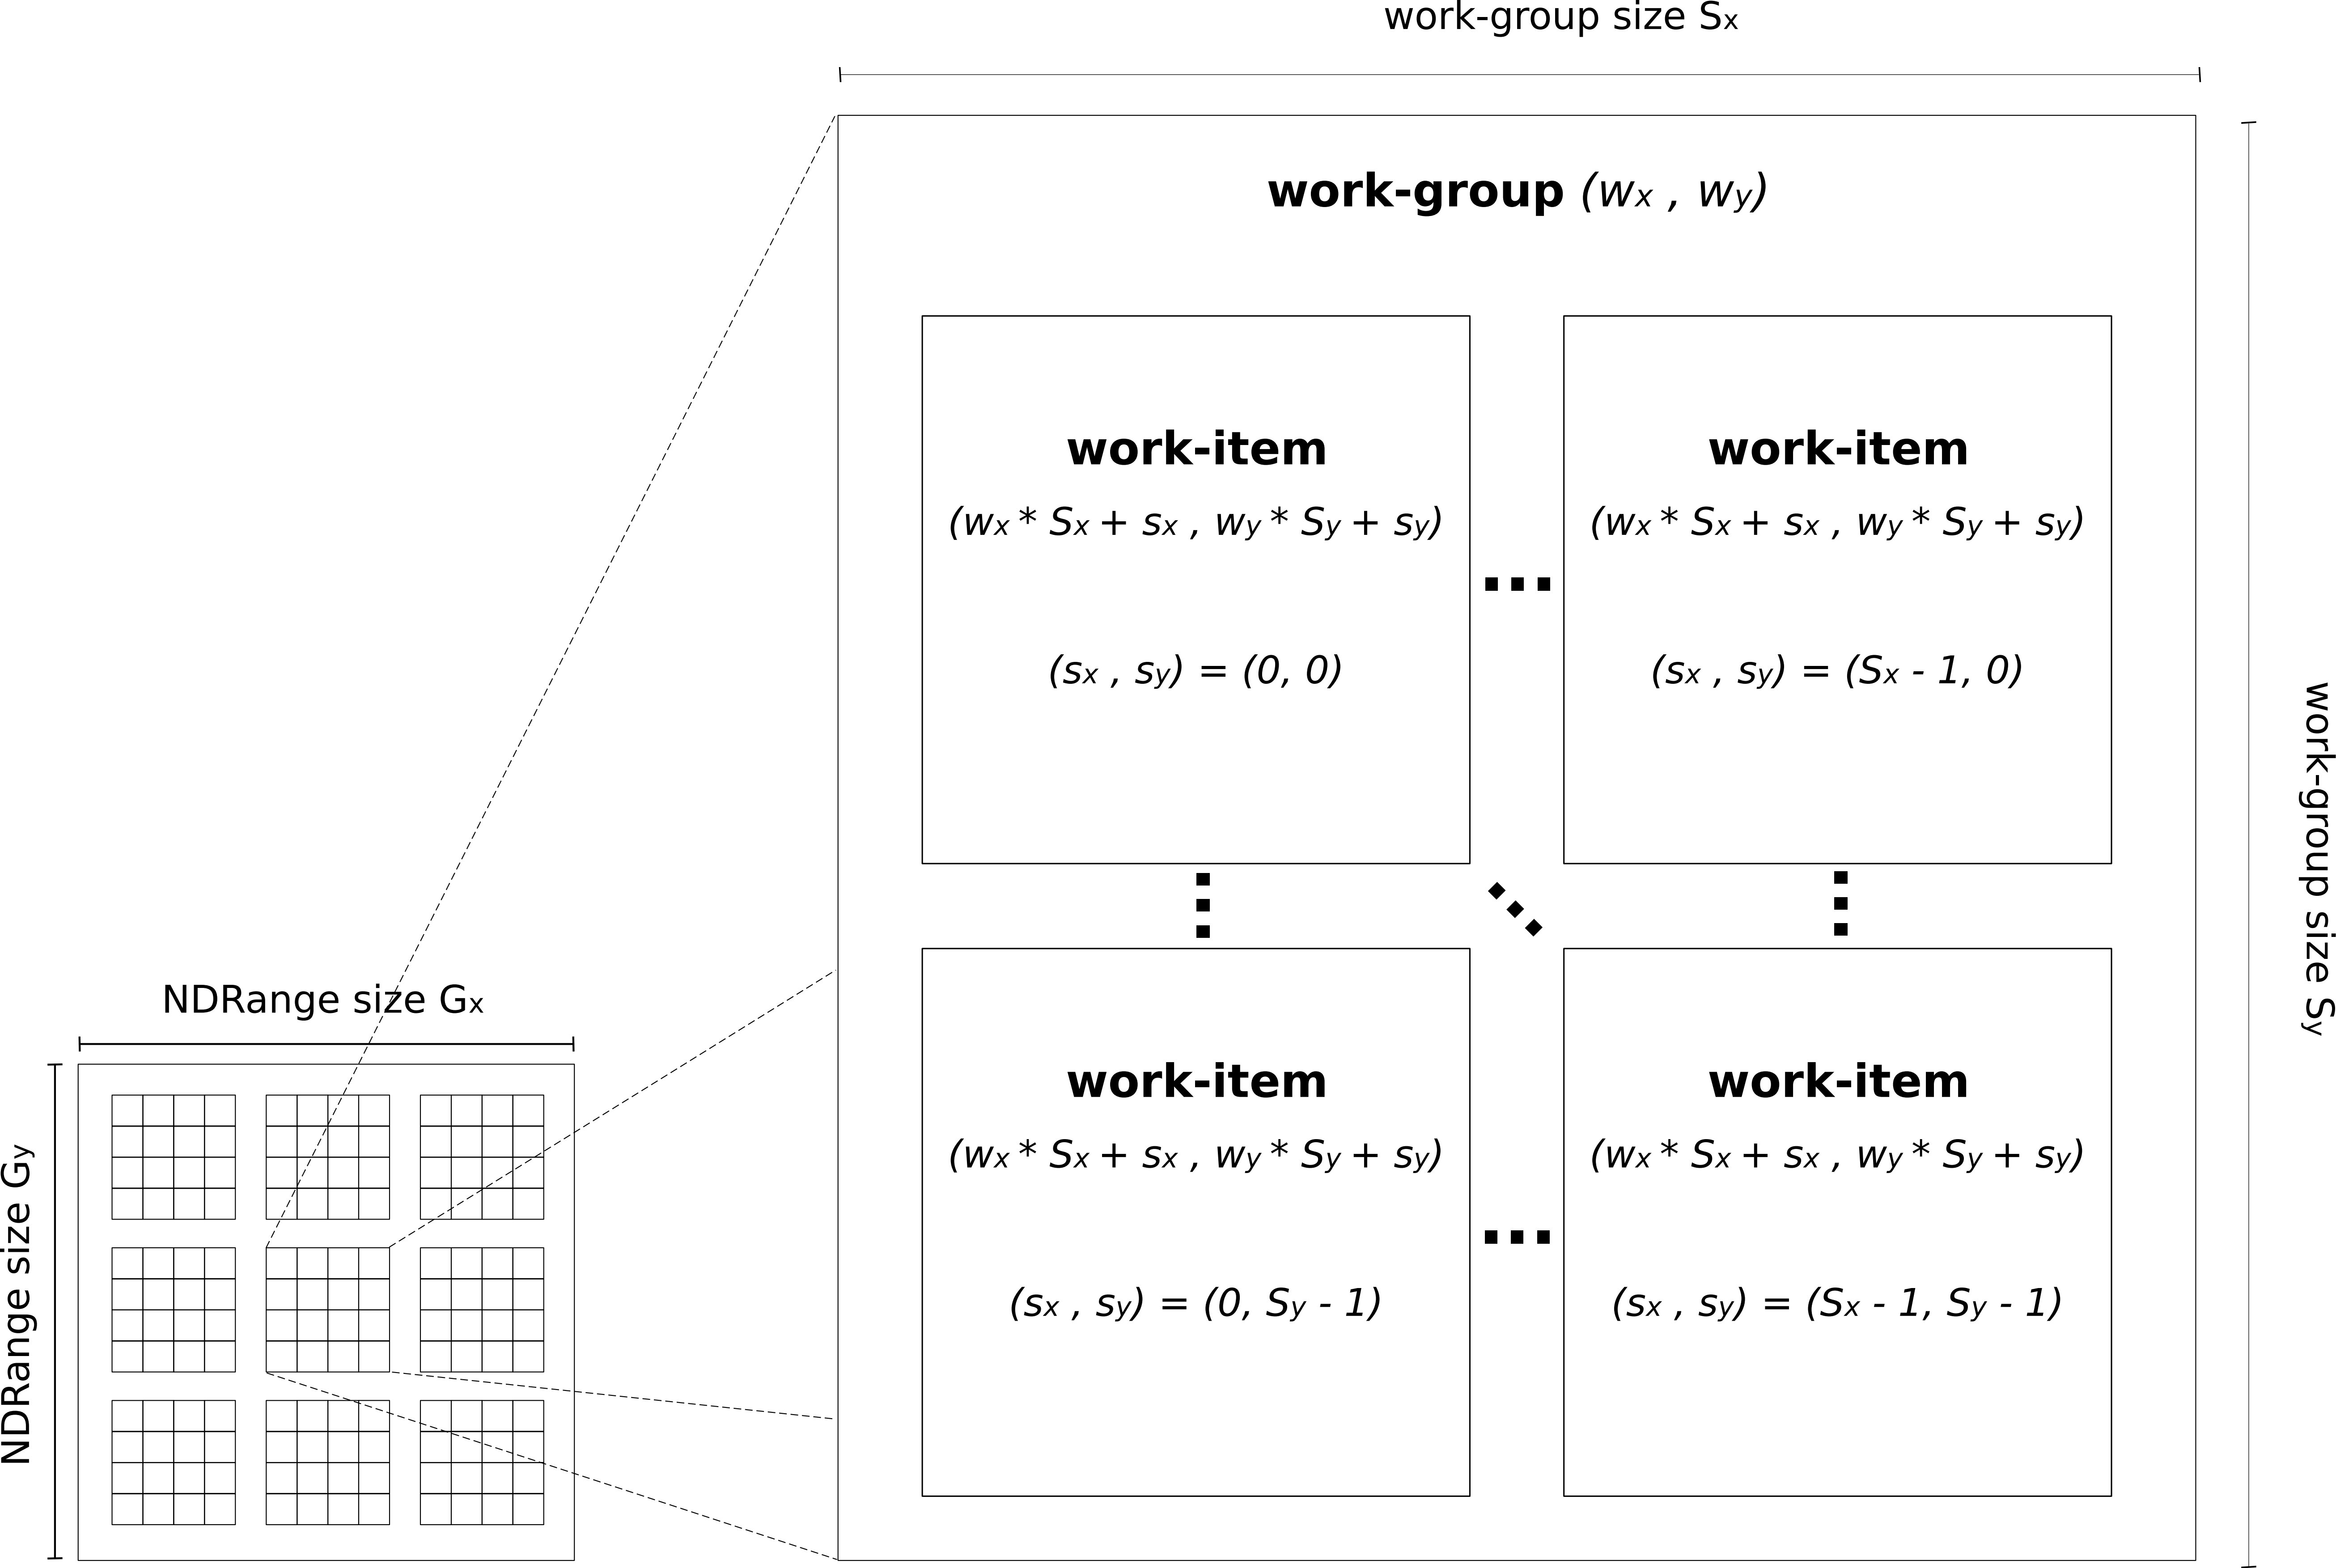 work-group size Sx
work-group (wx , wy)
work-item
(wx * Sx + sx , wy * Sy + sy)
(sx , sy) = (0, 0)
work-item
(wx * Sx + sx , wy * Sy + sy)
(sx , sy) = (Sx - 1, 0)
work-group size Sy
NDRange size Gx
NDRange size Gy
work-item
(wx * Sx + sx , wy * Sy + sy)
(sx , sy) = (0, Sy - 1)
work-item
(wx * Sx + sx , wy * Sy + sy)
(sx , sy) = (Sx - 1, Sy - 1)